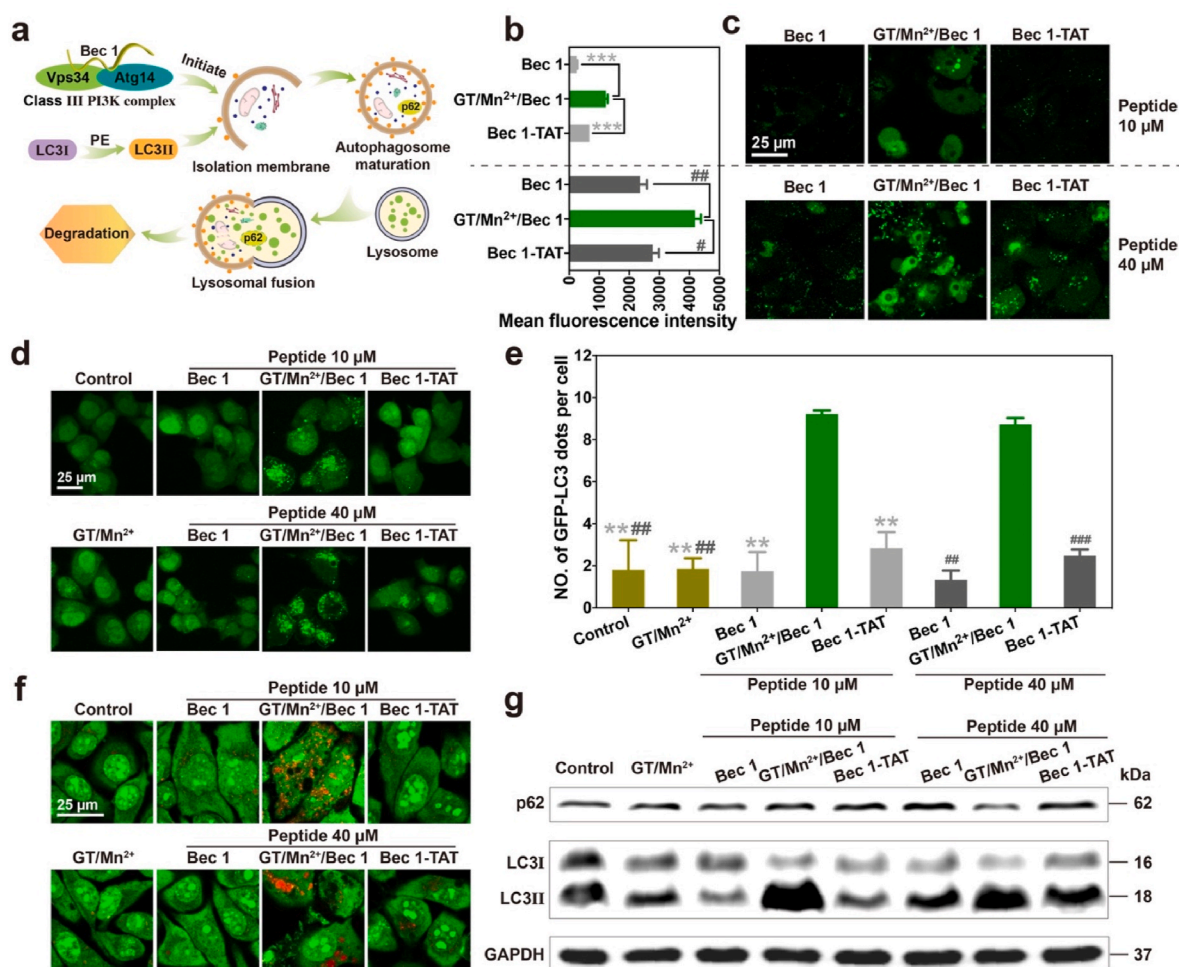 a
Bec 1
Vps34
Atg14
Class III PI3K complex
Initiate
LC3I
PE
LC3II
Isolation membrane
p62
Autophagosome
maturation
Degradation
p62
Lysosomal fusion
Lysosome
b
Bec 1
***
GT/Mn²⁺/Bec 1
Bec 1-TAT
***
Bec 1
##
GT/Mn²⁺/Bec 1
Bec 1-TAT
#
0
1000
2000
3000
4000
5000
Mean fluorescence intensity
c
Bec 1
GT/Mn²⁺/Bec 1
Bec 1-TAT
25 μm
Peptide
10 μM
Bec 1
GT/Mn²⁺/Bec 1
Bec 1-TAT
Peptide
40 μM
d
Peptide 10 μM
Control
Bec 1
GT/Mn²⁺/Bec 1
Bec 1-TAT
25 μm
Peptide 40 μM
GT/Mn²⁺
Bec 1
GT/Mn²⁺/Bec 1
Bec 1-TAT
e
NO. of GFP-LC3 dots per cell
12
10
8
6
4
2
0
**##
**##
**
**
##
###
Control
GT/Mn²⁺
Bec 1
GT/Mn²⁺/Bec 1
Bec 1-TAT
Bec 1
GT/Mn²⁺/Bec 1
Bec 1-TAT
Peptide 10 μM
Peptide 40 μM
f
Peptide 10 μM
Control
Bec 1
GT/Mn²⁺/Bec 1
Bec 1-TAT
25 μm
Peptide 40 μM
GT/Mn²⁺
Bec 1
GT/Mn²⁺/Bec 1
Bec 1-TAT
g
Peptide 10 μM
Peptide 40 μM
Control
GT/Mn²⁺
Bec 1
GT/Mn²⁺/Bec 1
Bec 1-TAT
Bec 1
GT/Mn²⁺/Bec 1
Bec 1-TAT
kDa
p62
62
LC3I
16
LC3II
18
GAPDH
37